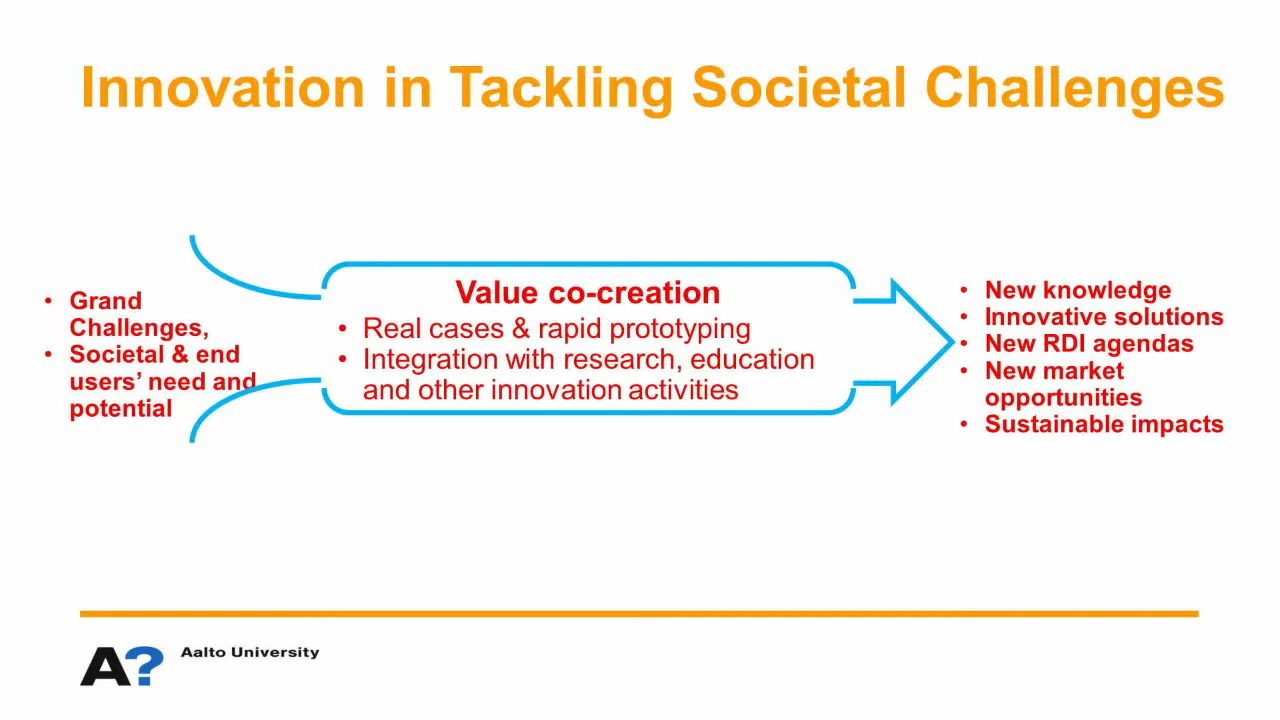 Innovation in Tackling Societal Challenges
• Grand
Challenges,
• Societal & end
users’ need and
potential
Value co-creation
• Real cases & rapid prototyping
• Integration with research, education
and other innovation activities
• New knowledge
• Innovative solutions
• New RDI agendas
• New market
opportunities
• Sustainable impacts
A?
Aalto University